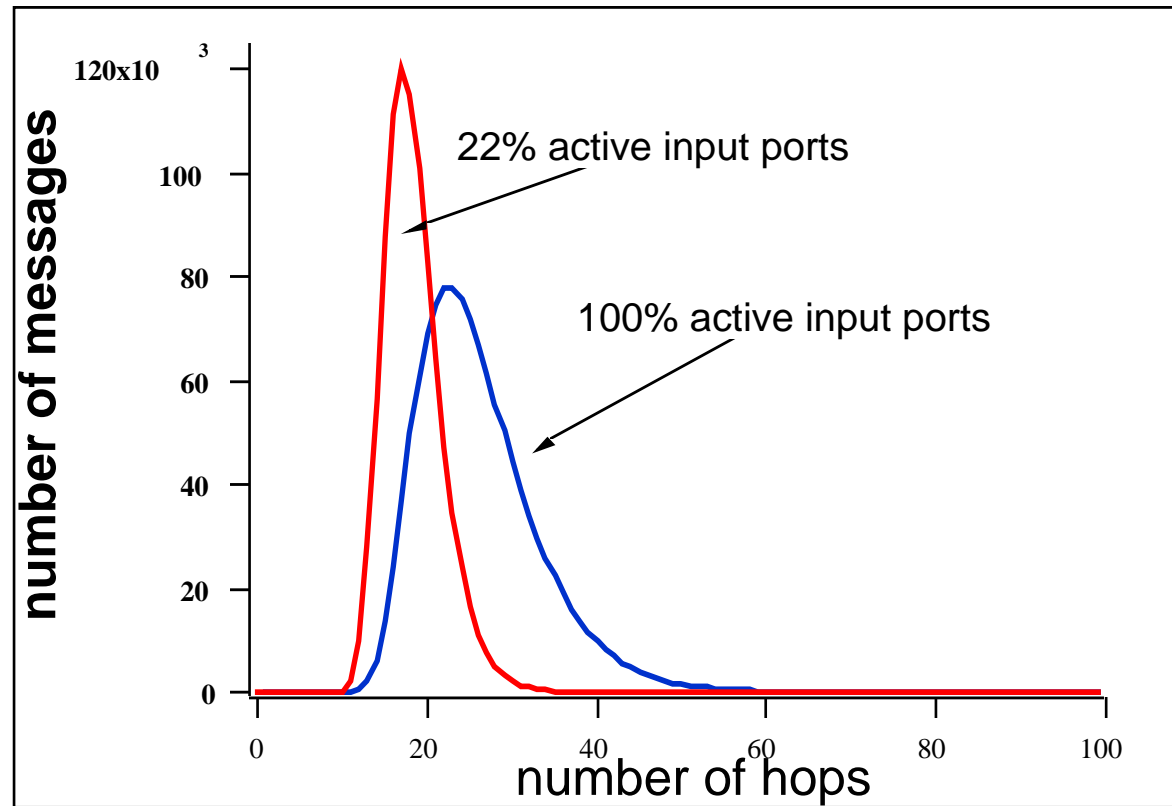 3
120x10
22% active input ports
100
80
100% active input ports
60
40
20
0
number of messages
0 20 40 60 80 100
number of hops